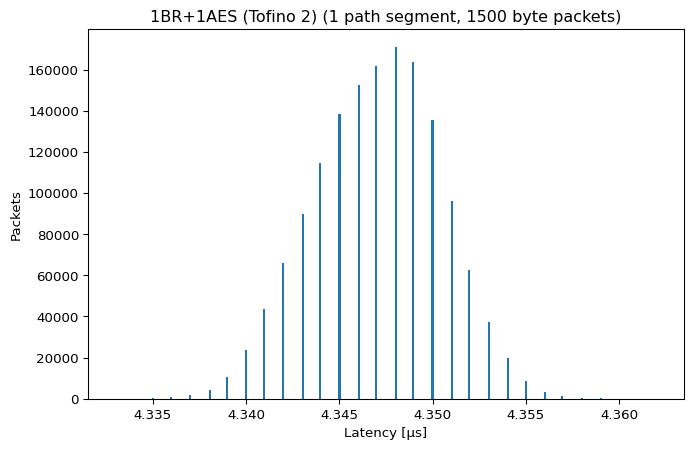 1BR+1AES (Tofino 2) (1 path segment, 1500 byte packets)
160000
140000
120000
100000
80000
60000
40000
20000
0
Packets
4.335 4.340 4.345 4.350 4.355 4.360
Latency [µs]